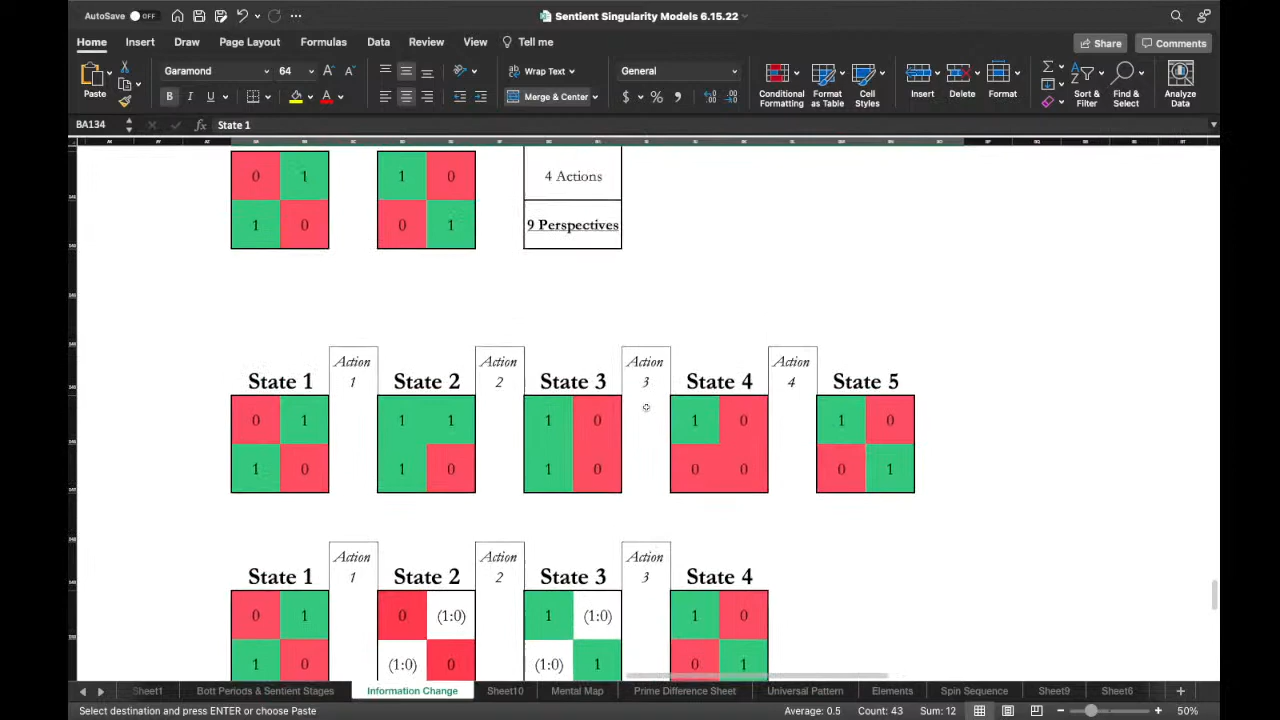 AutoSave OFF
Sentient Singularity Models 6.15.22
Home Insert Draw Page Layout Formulas Data Review View Tell me
Share Comments
Paste
Garamond 64 A A
Wrap Text
General
B I U A
Merge & Center
$ %
Conditional Formatting
Format as Table
Cell Styles
Insert
Delete
Format
Sort & Filter
Find & Select
Analyze Data
BA134 fx State 1
0 1 1 0 4 Actions
1 0 0 1 9 Perspectives
Action Action Action Action
1 2 3 4
State 1 State 2 State 3 State 4 State 5
0 1 1 1 1 0 1 0 1 0
1 0 1 0 1 0 0 0 0 1
Action Action Action
1 2 3
State 1 State 2 State 3 State 4
0 1 0 (1:0) 1 (1:0) 1 0
1 0 (1:0) 0 (1:0) 1 0 1
Sheet1 Bott Periods & Sentient Stages Information Change Sheet10 Mental Map Prime Difference Sheet Universal Pattern Elements Spin Sequence Sheet9 Sheet6 +
Select destination and press ENTER or choose Paste Average: 0.5 Count: 43 Sum: 12 50%